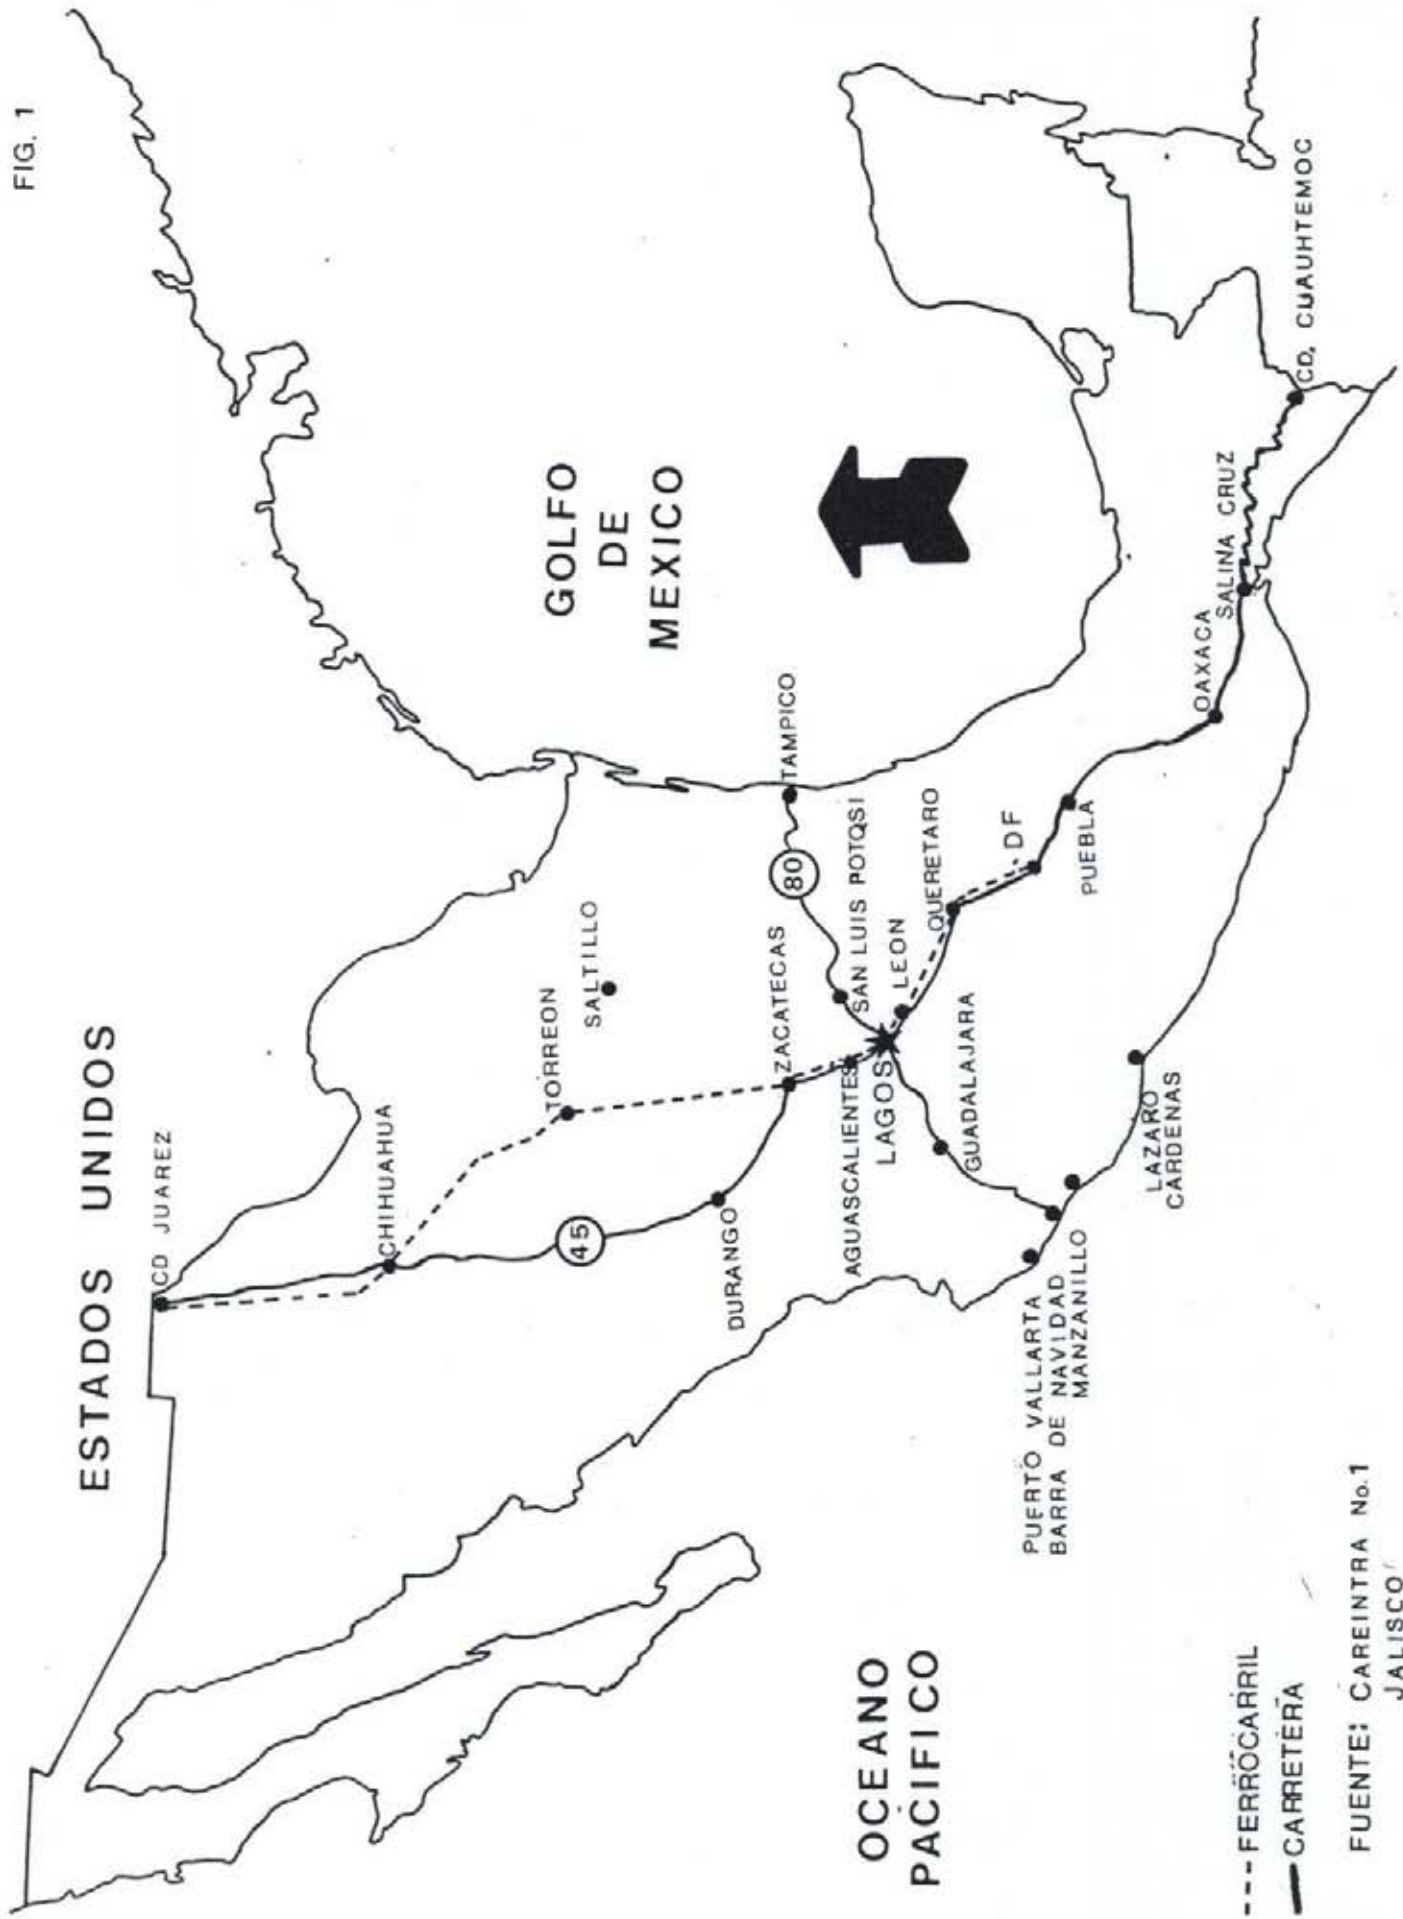 FIG. 1
ESTADOS UNIDOS
CD JUAREZ
CHIHUAHUA
TORREON
SALTILLO
45
DURANGO
ZACATECAS
80
TAMPICO
GOLFO
DE
MEXICO
AGUASCALIENTES
SAN LUIS POTOSI
LAGOS
LEON
QUERETARO
GUADALAJARA
DF
PUEBLA
OAXACA
SALINA CRUZ
CD. CUAUHTEMOC
PUERTO VALLARTA
BARRA DE NAVIDAD
MANZANILLO
LAZARO
CARDENAS
OCEANO
PACIFICO
FERROCARRIL
CARRETERA
FUENTE: CAREINTRA No.1
JALISCO